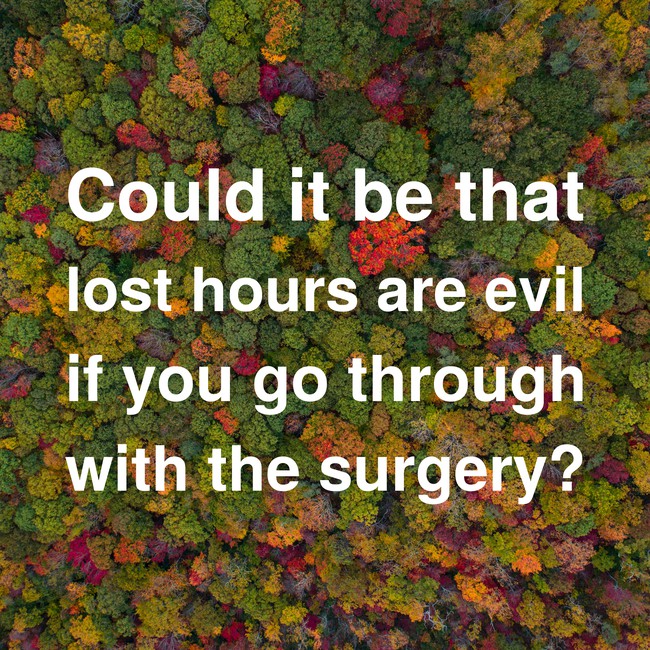 Could it be that
lost hours are evil
if you go through
with the surgery?